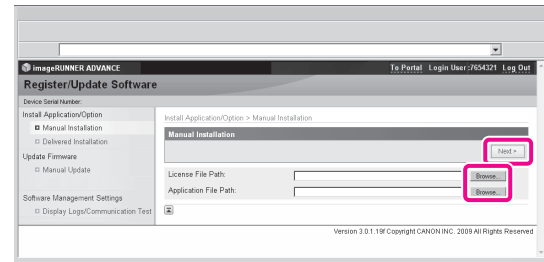 imageRUNNER ADVANCE To Portal Login User:7654321 Log Out
Register/Update Software
Device Serial Number:
Install Application/Option
Manual Installation
Delivered Installation
Update Firmware
Manual Update
Software Management Settings
Display Logs/Communication Test
Install Application/Option > Manual Installation
Manual Installation
Next >
License File Path: Browse...
Application File Path: Browse...
Version 3.0.1.19f Copyright CANON INC. 2009 All Rights Reserved